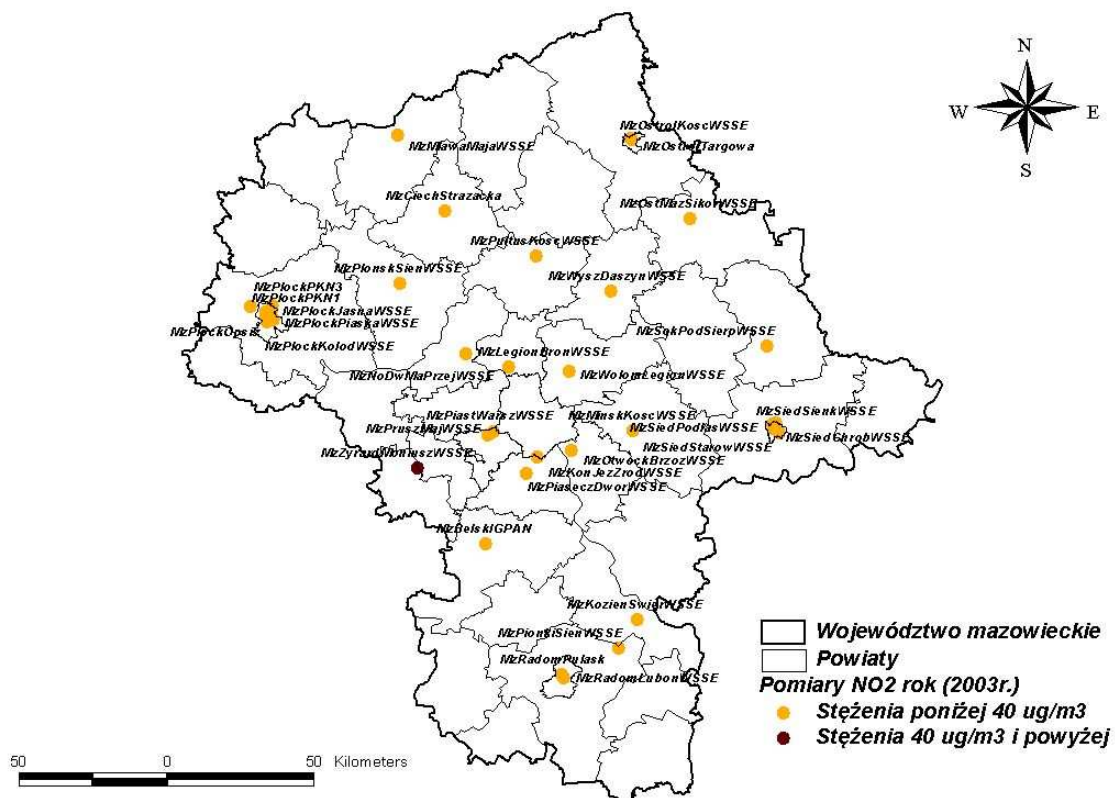 N
W
E
S
MzOstrolKoscWSSE
MzOstrolTargowa
MzMlawaMajaWSSE
MzCiechStrazacka
MzOstMazSikorWSSE
MzPultusKoscWSSE
MzPlonskSienWSSE
MzWyszDaszynWSSE
MzPlockPKN3
MzPlockPKN1
MzPlockJasnaWSSE
MzPlockPiaskaWSSE
MzPlockOpsik
MzPlockKolodWSSE
MzSokPodSierpWSSE
MzLegionBronWSSE
MzNoDwMaPrzejWSSE
MzWolomLegionWSSE
MzPiastWarszWSSE
MzMinskKoscWSSE
MzSiedSienkWSSE
MzPruszMajWSSE
MzSiedPodlasWSSE
MzSiedChrobWSSE
MzZyrardMoniuszWSSE
MzSiedStarowWSSE
MzOtwockBrzozWSSE
MzKonJezZrodWSSE
MzPiaseczDworWSSE
MzBelskIGPAN
MzKozienSwierWSSE
MzPionkiSienWSSE
MzRadomPulask
MzRadomLubonWSSE
Województwo mazowieckie
Powiaty
Pomiary NO2 rok (2003r.)
Stężenia poniżej 40 ug/m3
Stężenia 40 ug/m3 i powyżej
50 0 50 Kilometers